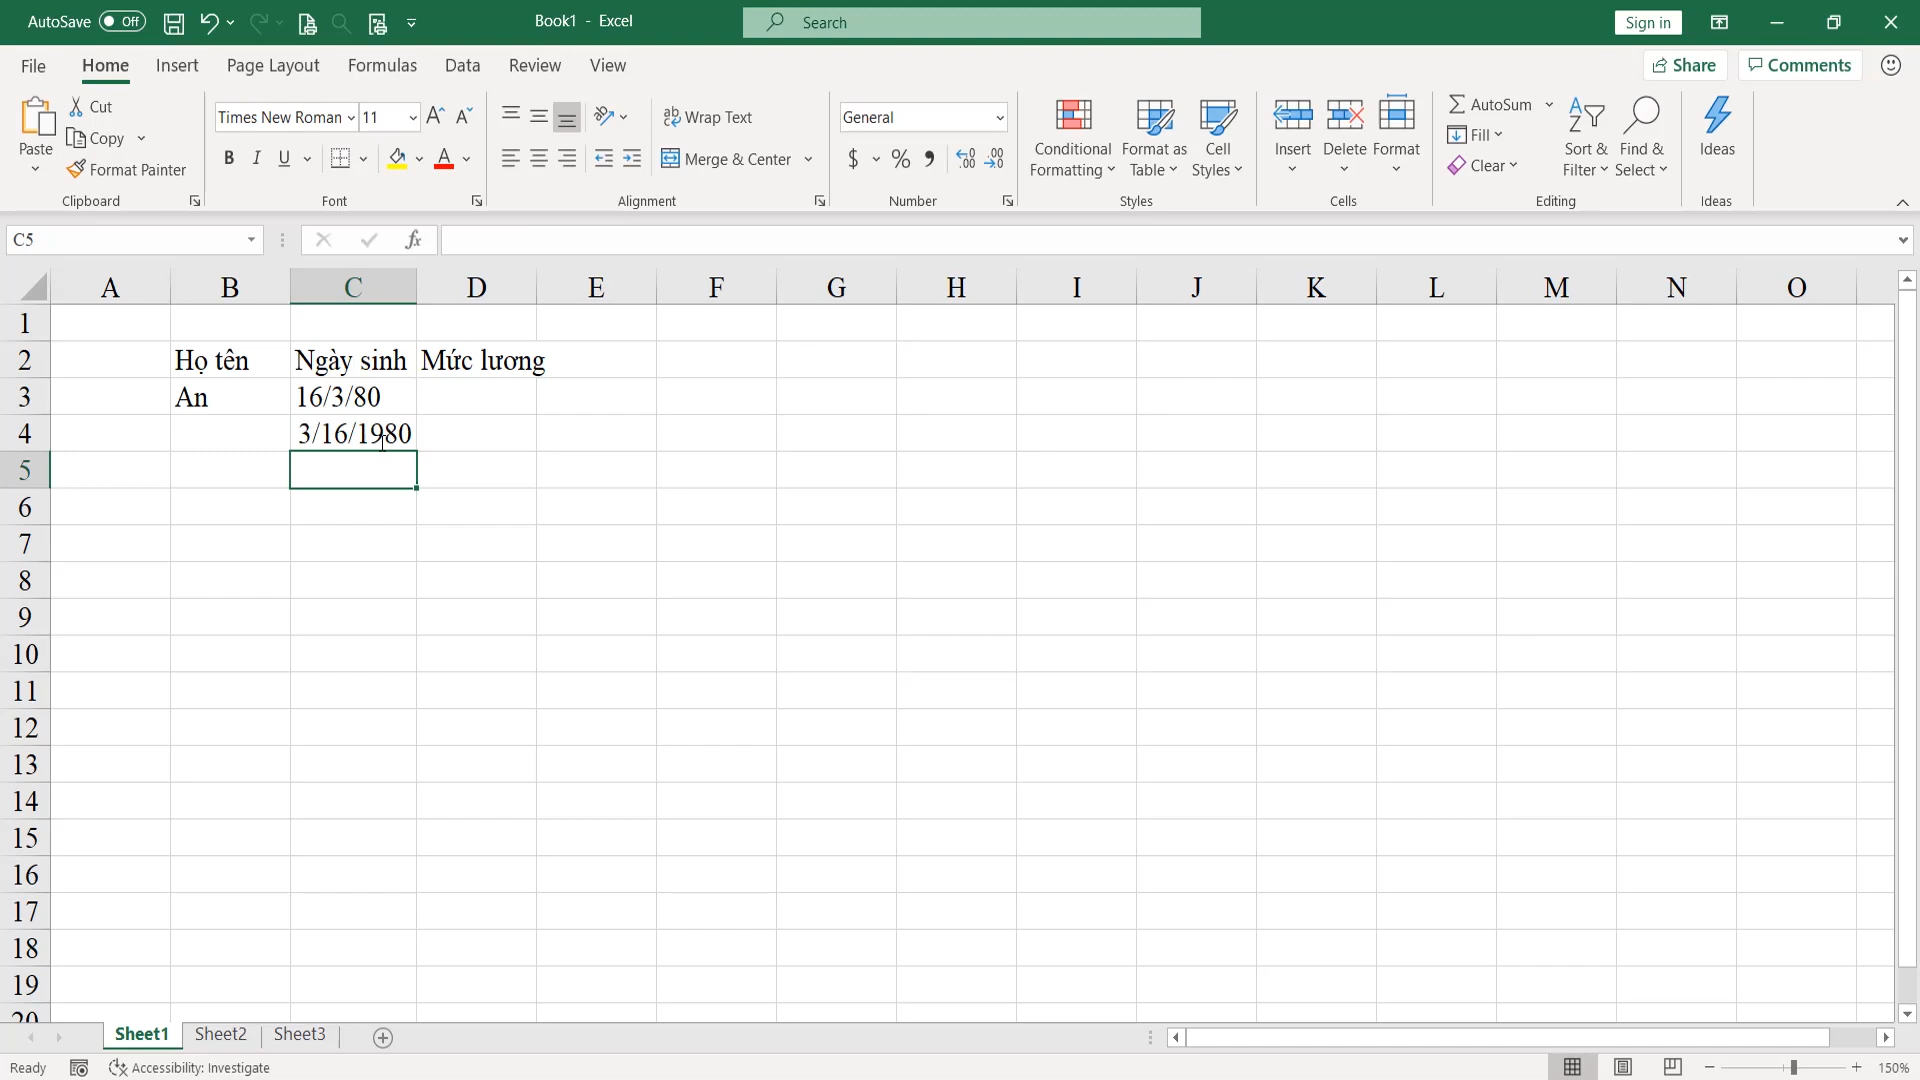 AutoSave Off Book1 - Excel Search Sign in
File Home Insert Page Layout Formulas Data Review View Share Comments
Paste Cut Copy Format Painter Clipboard
Times New Roman 11 B I U A Font
Wrap Text Merge & Center Alignment
General $ % Number
Conditional Formatting Format as Table Cell Styles Styles
Insert Delete Format Cells
AutoSum Fill Clear Sort & Filter Find & Select Editing
Ideas Ideas
C5 fx
A B C D E F G H I J K L M N O
1
2 Họ tên Ngày sinh Mức lương
3 An 16/3/80
4 3/16/1980
5
6
7
8
9
10
11
12
13
14
15
16
17
18
19
20
Sheet1 Sheet2 Sheet3
Ready Accessibility: Investigate 150%